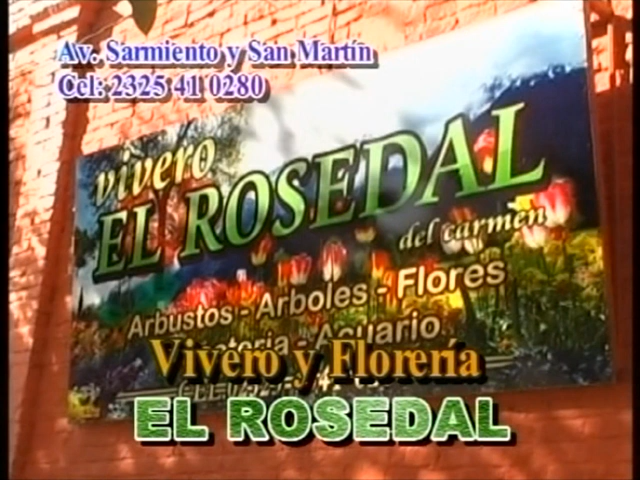 Av. Sarmiento y San Martín
Cel: 2325 41 0280
vivero
EL ROSEDAL
del carmen
Arbustos - Arboles - Flores
Acuario
Vivero y Florería
EL ROSEDAL